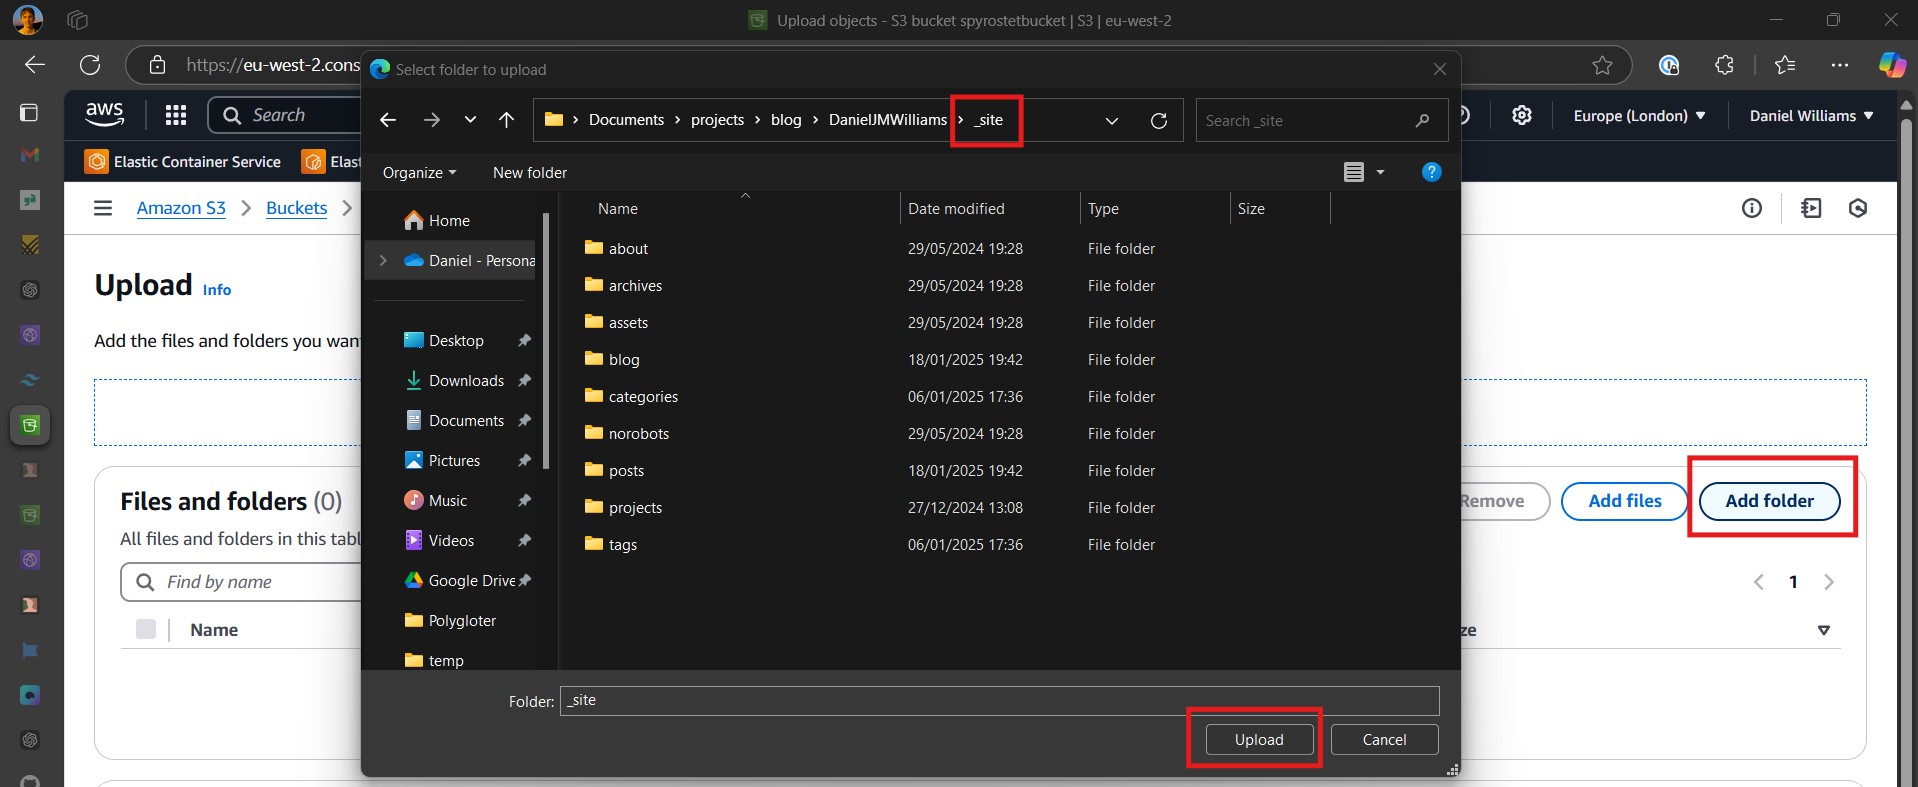 Upload objects - S3 bucket spyrostetbucket | S3 | eu-west-2
https://eu-west-2.cons
Select folder to upload
aws
Search
Documents > projects > blog > DanielJMWilliams > _site
Search _site
Europe (London)
Daniel Williams
Elastic Container Service
Elast
Organize
New folder
Amazon S3
Buckets
Name
Date modified
Type
Size
Home
Daniel - Persona
Desktop
Downloads
Documents
Pictures
Music
Videos
Google Drive
Polygloter
temp
about 29/05/2024 19:28 File folder
archives 29/05/2024 19:28 File folder
assets 29/05/2024 19:28 File folder
blog 18/01/2025 19:42 File folder
categories 06/01/2025 17:36 File folder
norobots 29/05/2024 19:28 File folder
posts 18/01/2025 19:42 File folder
projects 27/12/2024 13:08 File folder
tags 06/01/2025 17:36 File folder
Upload Info
Add the files and folders you wan
Files and folders (0)
All files and folders in this tabl
Find by name
Name
Remove
Add files
Add folder
1
ze
Folder: _site
Upload
Cancel